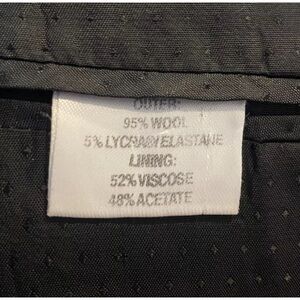 OUTER:
95% WOOL
5% LYCRA®/ELASTANE
LINING:
52% VISCOSE
48% ACETATE